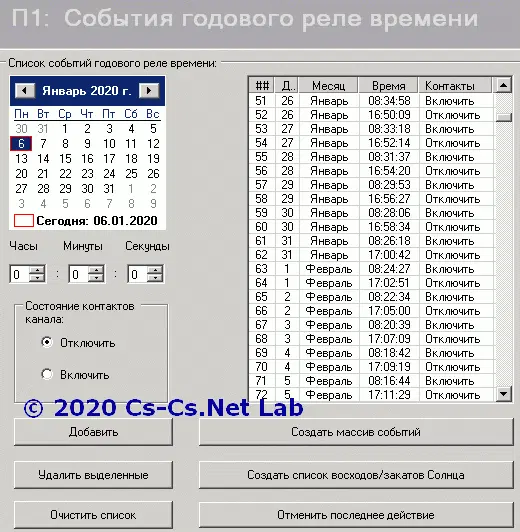 П1: События годового реле времени
Список событий годового реле времени:
Январь 2020 г.
Пн Вт Ср Чт Пт Сб Вс
30 31 1 2 3 4 5
6 7 8 9 10 11 12
13 14 15 16 17 18 19
20 21 22 23 24 25 26
27 28 29 30 31 1 2
3 4 5 6 7 8 9
Сегодня: 06.01.2020
Часы Минуты Секунды
0 : 0 : 0
Состояние контактов канала:
Отключить
Включить
## Д.. Месяц Время Контакты
51 26 Январь 08:34:58 Включить
52 26 Январь 16:50:09 Отключить
53 27 Январь 08:33:18 Включить
54 27 Январь 16:52:14 Отключить
55 28 Январь 08:31:37 Включить
56 28 Январь 16:54:20 Отключить
57 29 Январь 08:29:53 Включить
58 29 Январь 16:56:27 Отключить
59 30 Январь 08:28:06 Включить
60 30 Январь 16:58:34 Отключить
61 31 Январь 08:26:18 Включить
62 31 Январь 17:00:42 Отключить
63 1 Февраль 08:24:27 Включить
64 1 Февраль 17:02:51 Отключить
65 2 Февраль 08:22:34 Включить
66 2 Февраль 17:05:00 Отключить
67 3 Февраль 08:20:39 Включить
68 3 Февраль 17:07:09 Отключить
69 4 Февраль 08:18:42 Включить
70 4 Февраль 17:09:19 Отключить
71 5 Февраль 08:16:44 Включить
72 5 Февраль 17:11:29 Отключить
© 2020 Cs-Cs.Net Lab
Добавить
Создать массив событий
Удалить выделенные
Создать список восходов/закатов Солнца
Очистить список
Отменить последнее действие